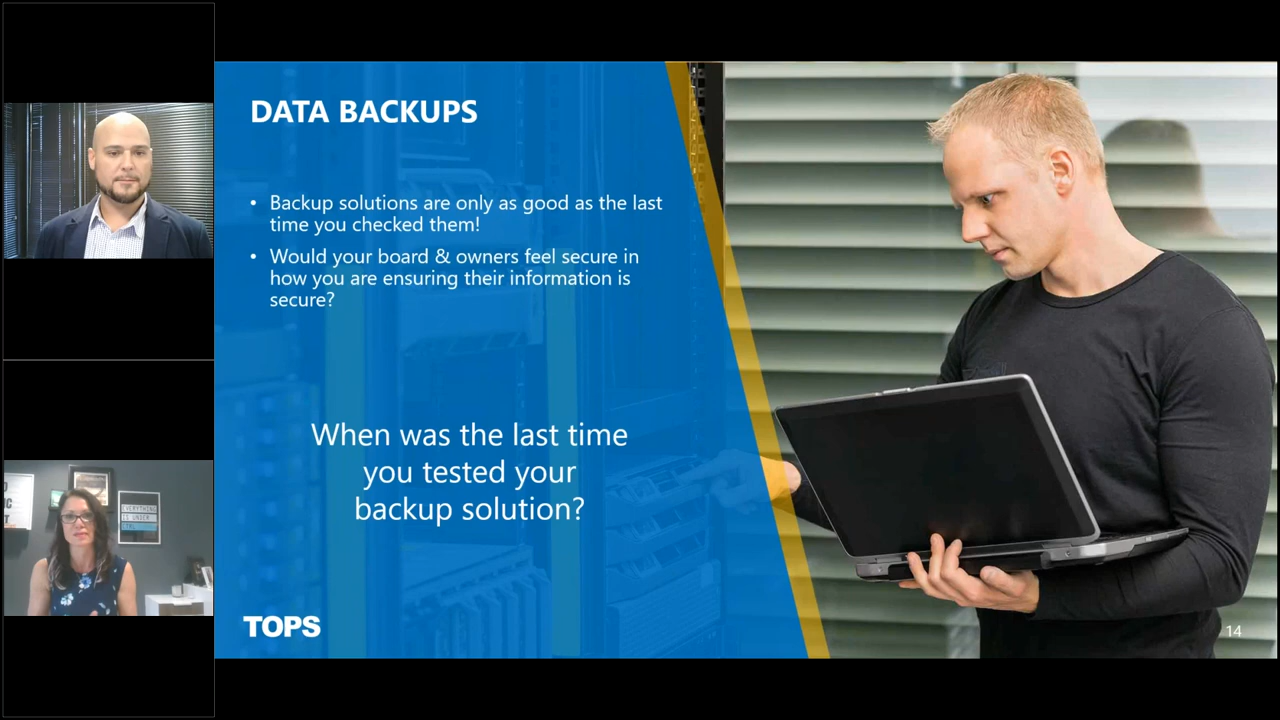 DATA BACKUPS
• Backup solutions are only as good as the last
time you checked them!
• Would your board & owners feel secure in
how you are ensuring their information is
secure?
When was the last time
you tested your
backup solution?
TOPS
14
EVERYTHING